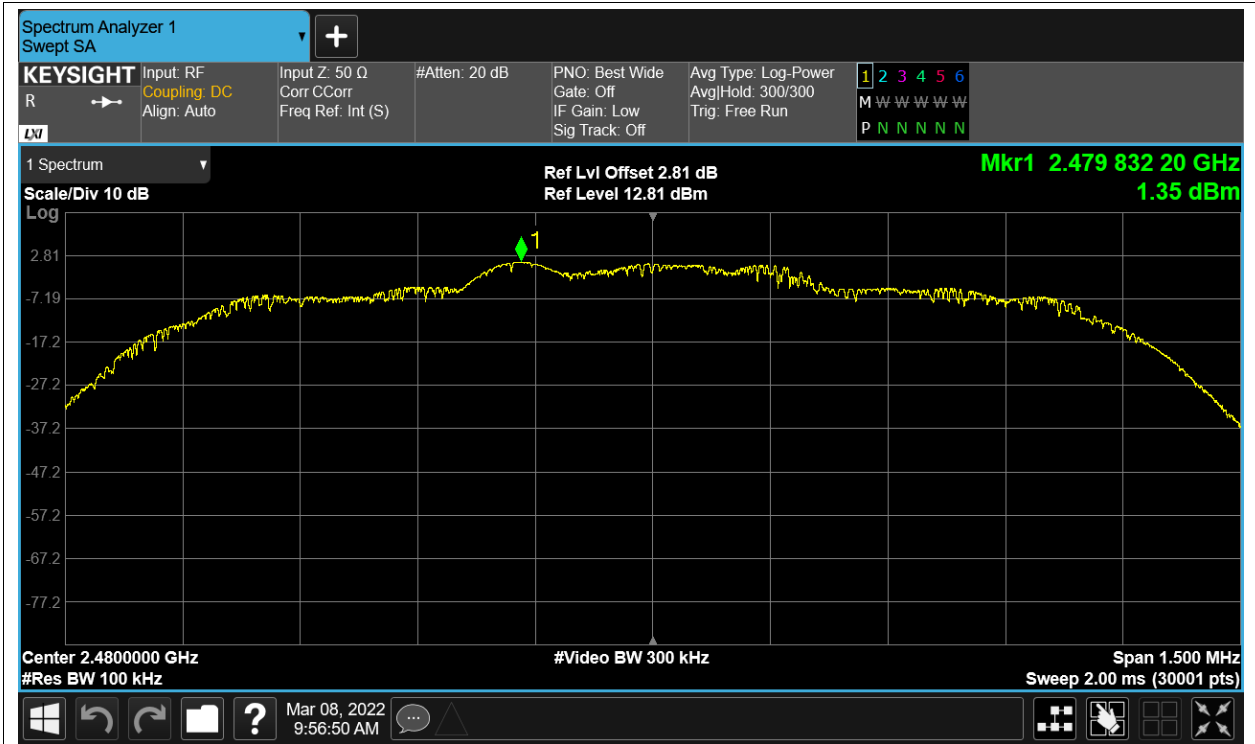 Spectrum Analyzer 1
Swept SA
KEYSIGHT
R
LXI
Input: RF
Coupling: DC
Align: Auto
Input Z: 50 Ω
Corr CCorr
Freq Ref: Int (S)
#Atten: 20 dB
PNO: Best Wide
Gate: Off
IF Gain: Low
Sig Track: Off
Avg Type: Log-Power
Avg|Hold: 300/300
Trig: Free Run
1 2 3 4 5 6
M W W W W W
P N N N N N
1 Spectrum
Scale/Div 10 dB
Log
Ref Lvl Offset 2.81 dB
Ref Level 12.81 dBm
Mkr1 2.479 832 20 GHz
1.35 dBm
1
2.81
-7.19
-17.2
-27.2
-37.2
-47.2
-57.2
-67.2
-77.2
Center 2.4800000 GHz
#Video BW 300 kHz
Span 1.500 MHz
#Res BW 100 kHz
Sweep 2.00 ms (30001 pts)
?
Mar 08, 2022
9:56:50 AM